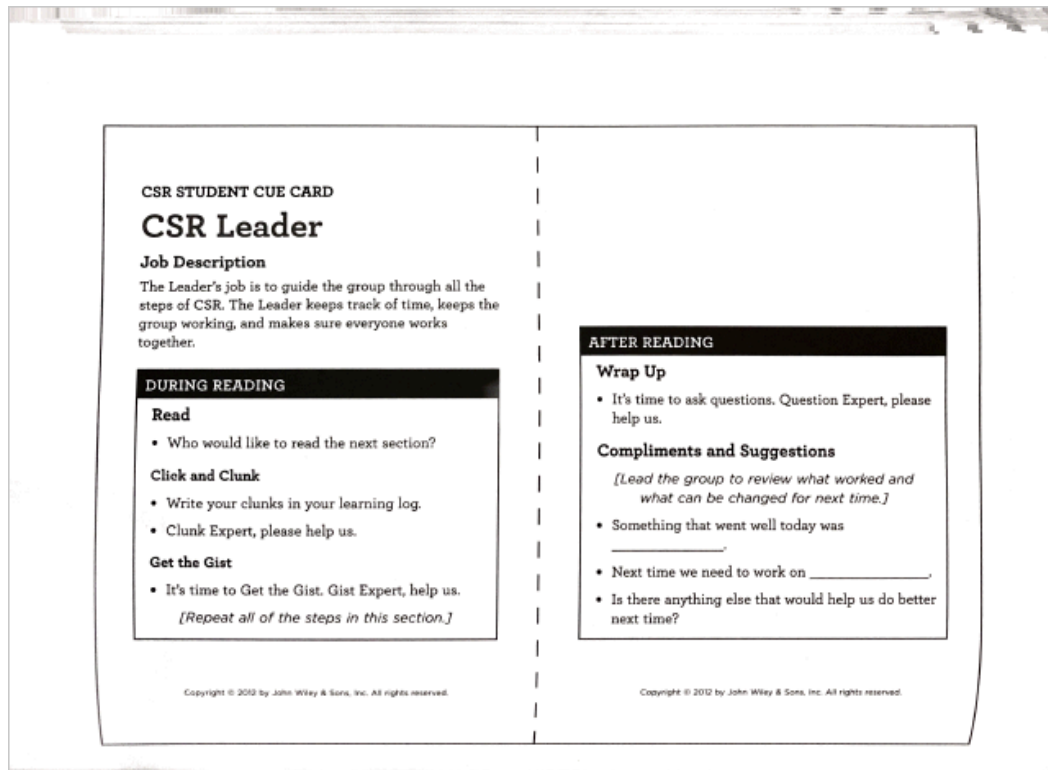 CSR STUDENT CUE CARD
CSR Leader
Job Description
The Leader's job is to guide the group through all the
steps of CSR. The Leader keeps track of time, keeps the
group working, and makes sure everyone works
together.
DURING READING
Read
• Who would like to read the next section?
Click and Clunk
• Write your clunks in your learning log.
• Clunk Expert, please help us.
Get the Gist
• It's time to Get the Gist. Gist Expert, help us.
[Repeat all of the steps in this section.]
Copyright © 2012 by John Wiley & Sons, Inc. All rights reserved.
AFTER READING
Wrap Up
• It's time to ask questions. Question Expert, please
help us.
Compliments and Suggestions
[Lead the group to review what worked and
what can be changed for next time.]
• Something that went well today was
________________.
• Next time we need to work on _________________.
• Is there anything else that would help us do better
next time?
Copyright © 2012 by John Wiley & Sons, Inc. All rights reserved.